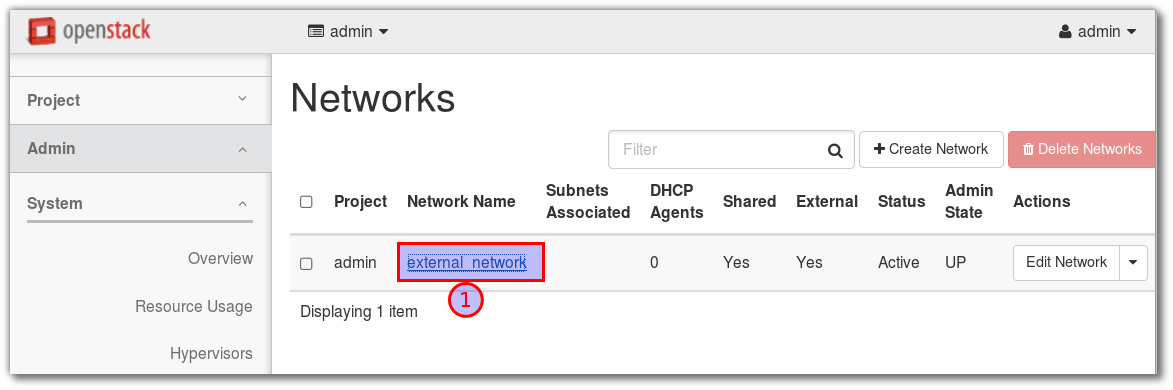 openstack
admin
admin
Project
Admin
System
Overview
Resource Usage
Hypervisors
Networks
Filter
Create Network
Delete Networks
Project Network Name Subnets Associated DHCP Agents Shared External Status Admin State Actions
admin external_network 0 Yes Yes Active UP Edit Network
1
Displaying 1 item